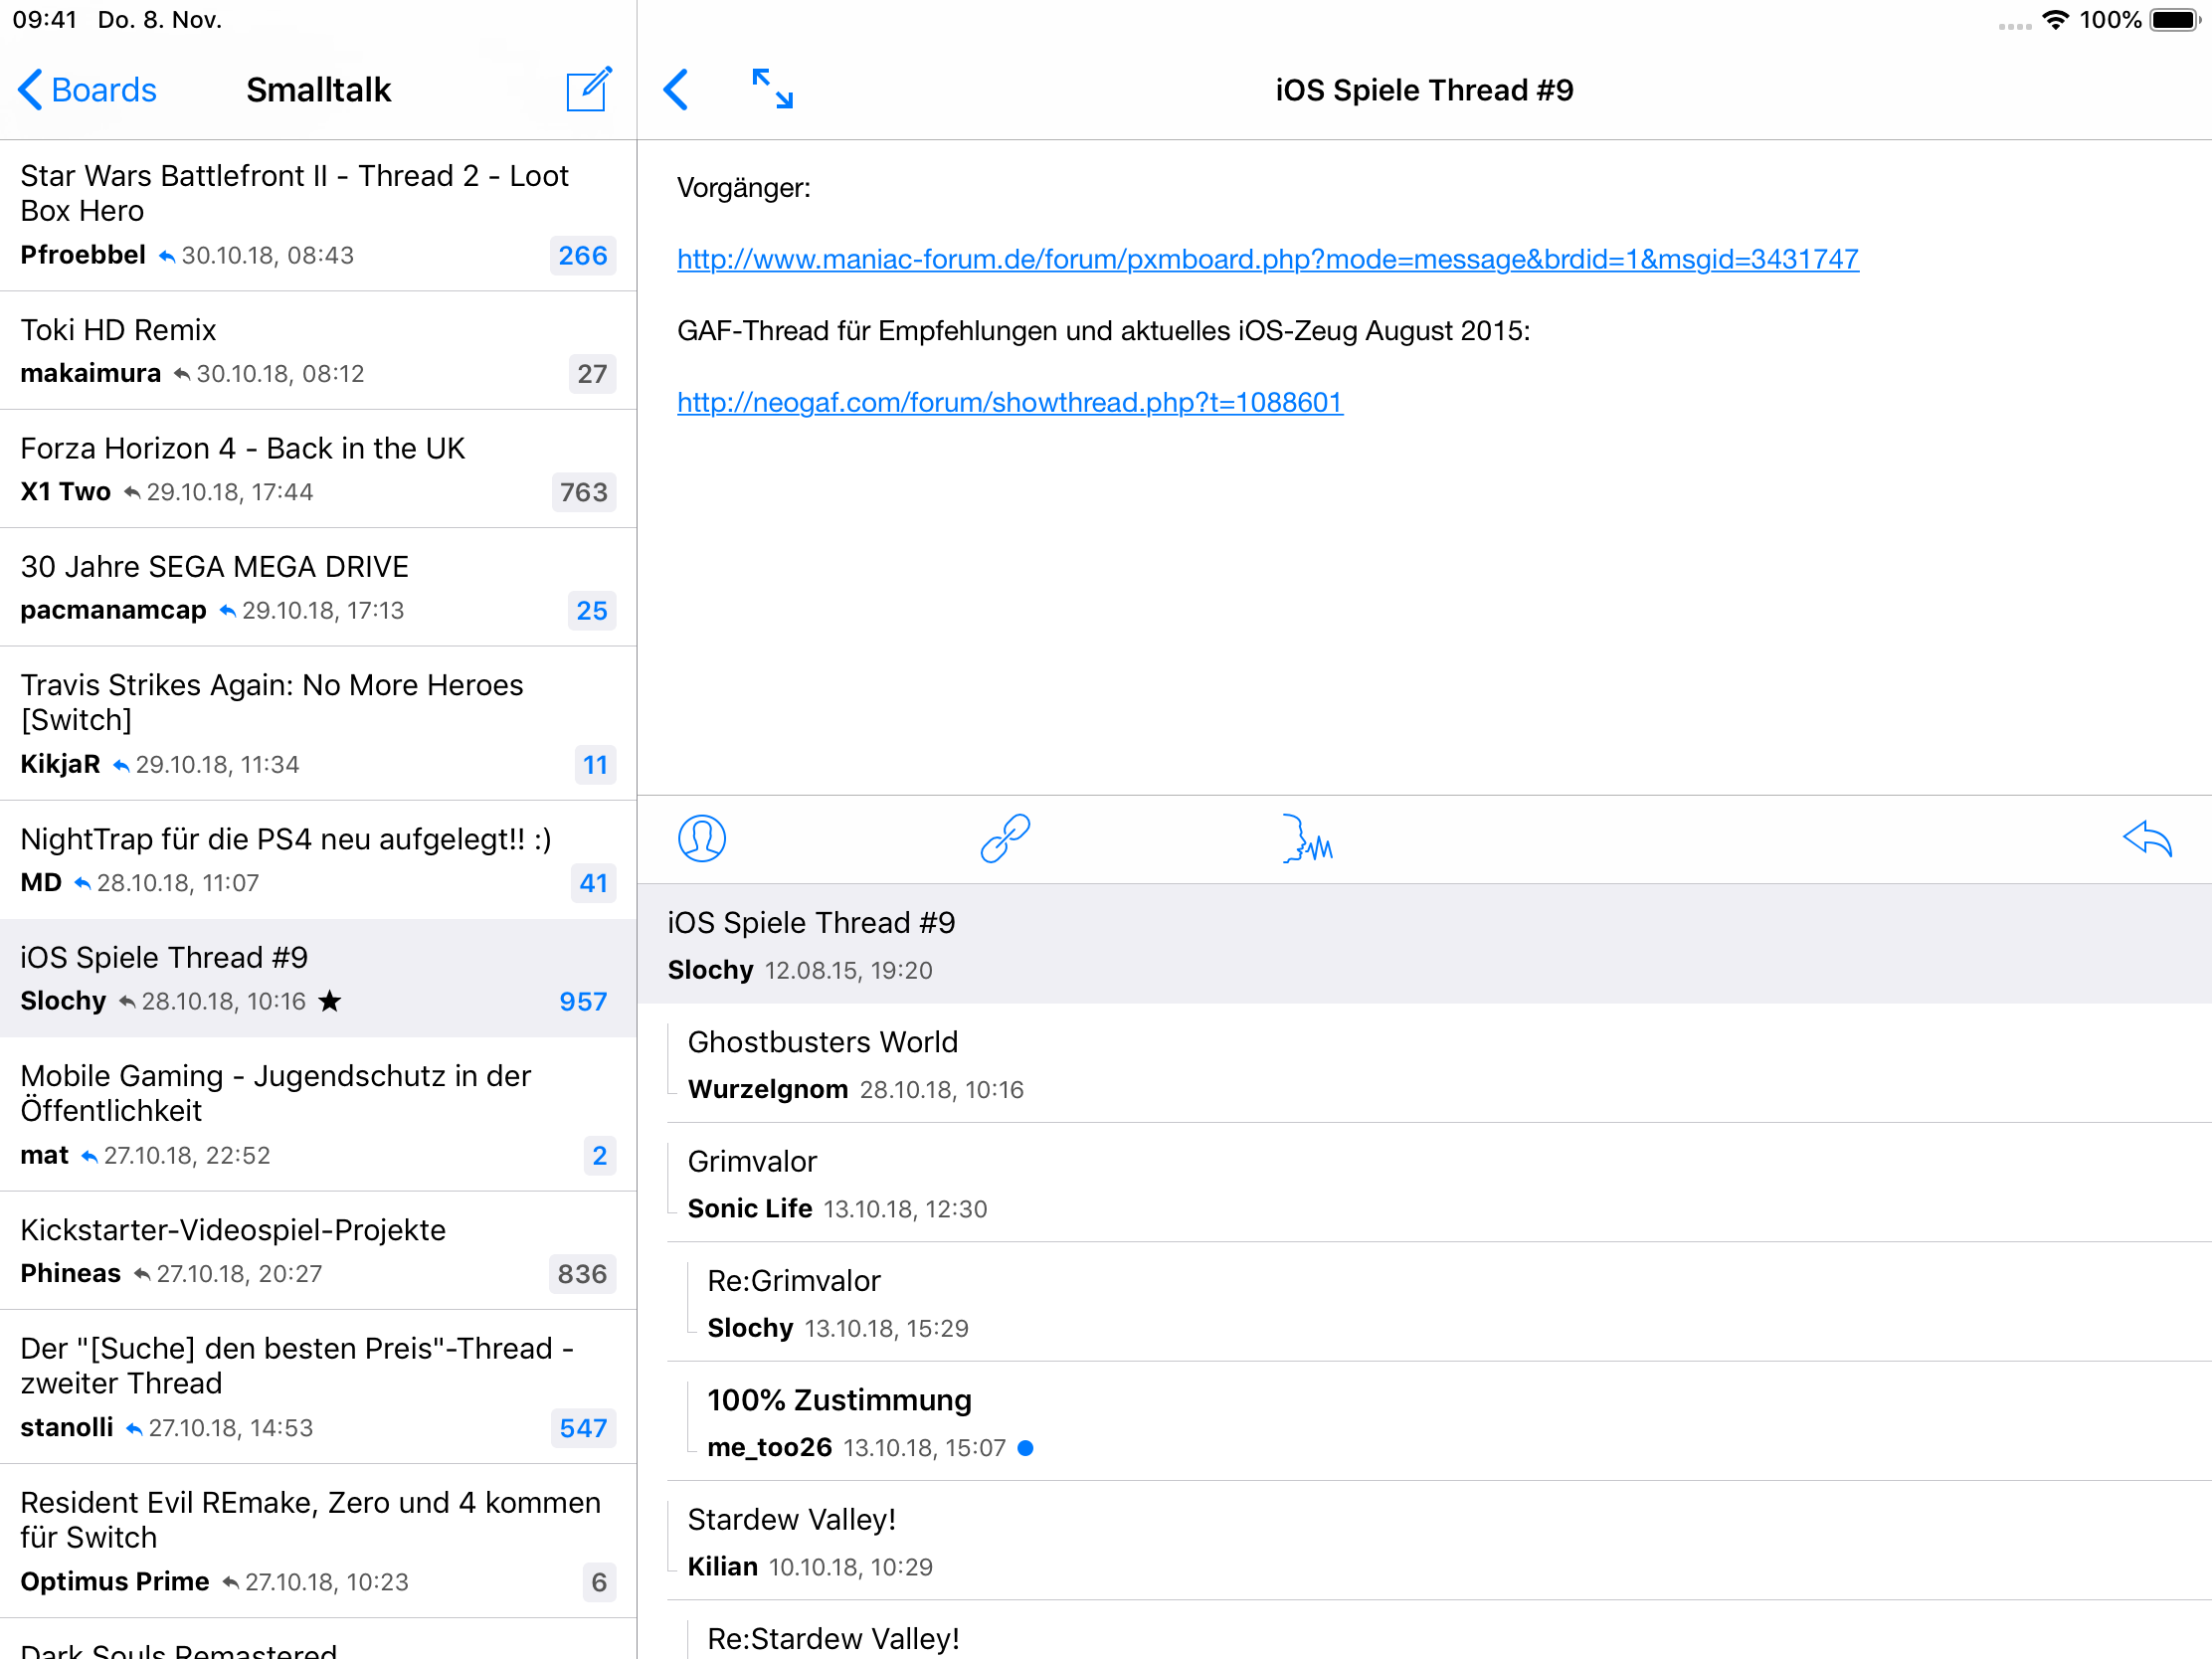 09:41 Do. 8. Nov.
100%
Boards
Smalltalk
Star Wars Battlefront II - Thread 2 - Loot
Box Hero
Pfroebbel 30.10.18, 08:43
266
Toki HD Remix
makaimura 30.10.18, 08:12
27
Forza Horizon 4 - Back in the UK
X1 Two 29.10.18, 17:44
763
30 Jahre SEGA MEGA DRIVE
pacmanamcap 29.10.18, 17:13
25
Travis Strikes Again: No More Heroes
[Switch]
KikjaR 29.10.18, 11:34
11
NightTrap für die PS4 neu aufgelegt!! :)
MD 28.10.18, 11:07
41
iOS Spiele Thread #9
Slochy 28.10.18, 10:16 ★
957
Mobile Gaming - Jugendschutz in der
Öffentlichkeit
mat 27.10.18, 22:52
2
Kickstarter-Videospiel-Projekte
Phineas 27.10.18, 20:27
836
Der "[Suche] den besten Preis"-Thread -
zweiter Thread
stanolli 27.10.18, 14:53
547
Resident Evil REmake, Zero und 4 kommen
für Switch
Optimus Prime 27.10.18, 10:23
6
Dark Souls Remastered
iOS Spiele Thread #9
Vorgänger:
http://www.maniac-forum.de/forum/pxmboard.php?mode=message&brdid=1&msgid=3431747
GAF-Thread für Empfehlungen und aktuelles iOS-Zeug August 2015:
http://neogaf.com/forum/showthread.php?t=1088601
iOS Spiele Thread #9
Slochy 12.08.15, 19:20
Ghostbusters World
Wurzelgnom 28.10.18, 10:16
Grimvalor
Sonic Life 13.10.18, 12:30
Re:Grimvalor
Slochy 13.10.18, 15:29
100% Zustimmung
me_too26 13.10.18, 15:07
Stardew Valley!
Kilian 10.10.18, 10:29
Re:Stardew Valley!